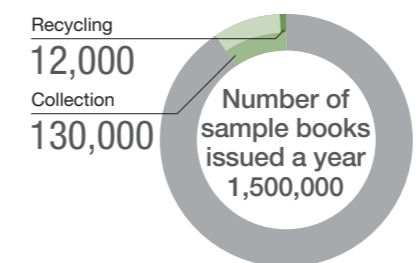 Recycling
12,000
Collection
130,000
Number of
sample books
issued a year
1,500,000